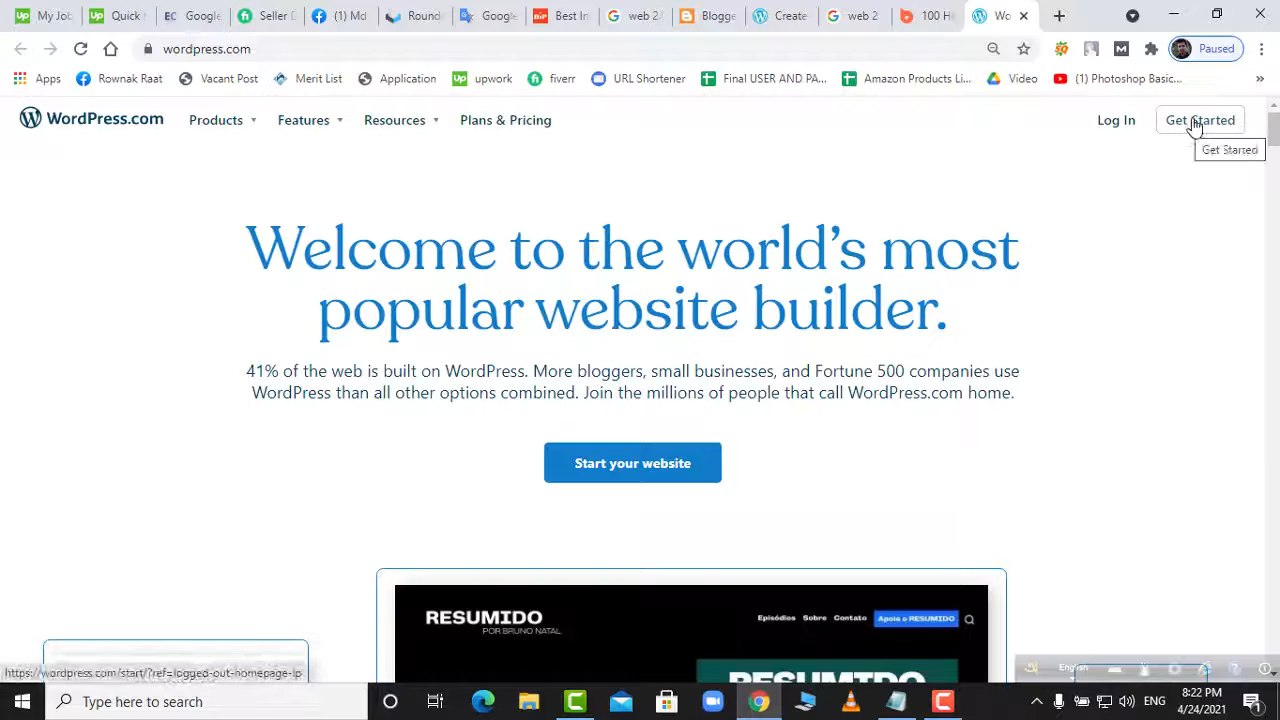 My Jo
Quick
Google
Seller D
(1) Md
Round
Google
Best In
web 2.
Blogge
Create
web 2
100 H
Wo
wordpress.com
Paused
Apps
Rownak Raat
Vacant Post
Merit List
Application
upwork
fiverr
URL Shortener
Final USER AND PA...
Amazon Products Li...
Video
(1) Photoshop Basic...
»
WordPress.com
Products
Features
Resources
Plans & Pricing
Log In
Get Started
Get Started
Welcome to the world's most
popular website builder.
41% of the web is built on WordPress. More bloggers, small businesses, and Fortune 500 companies use
WordPress than all other options combined. Join the millions of people that call WordPress.com home.
Start your website
RESUMIDO
POR BRUNO NATAL
Episódios Sobre Contato Apoie o RESUMIDO
https://wordpress.com/start/?ref=logged-out-homepage-lp
English
Type here to search
ENG
8:22 PM
4/24/2021